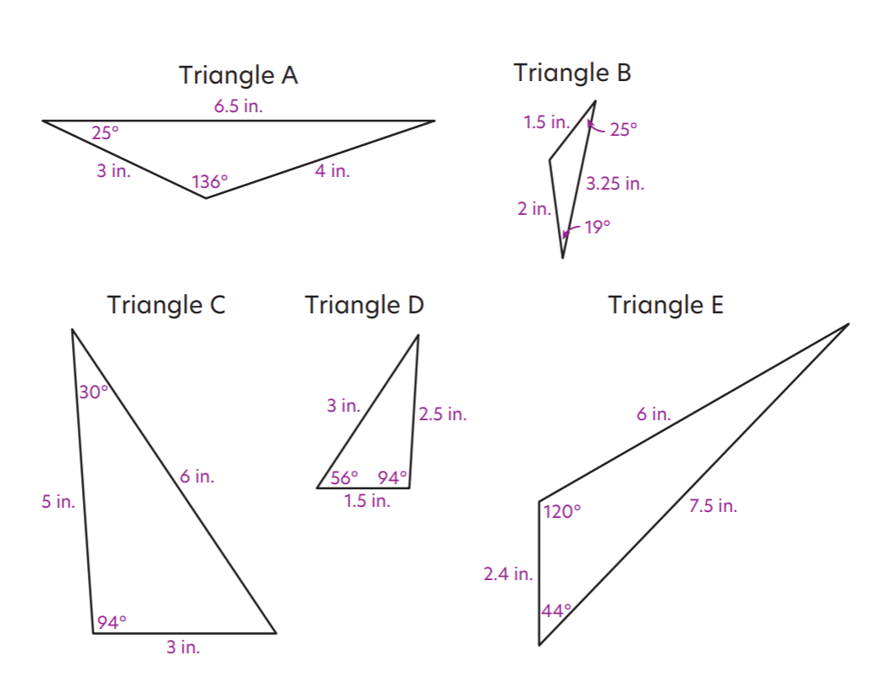 Triangle A
6.5 in.
25°
3 in.
136°
4 in.
Triangle B
1.5 in.
25°
3.25 in.
2 in.
19°
Triangle C
30°
5 in.
6 in.
94°
3 in.
Triangle D
3 in.
2.5 in.
56°
94°
1.5 in.
Triangle E
6 in.
120°
7.5 in.
2.4 in.
44°